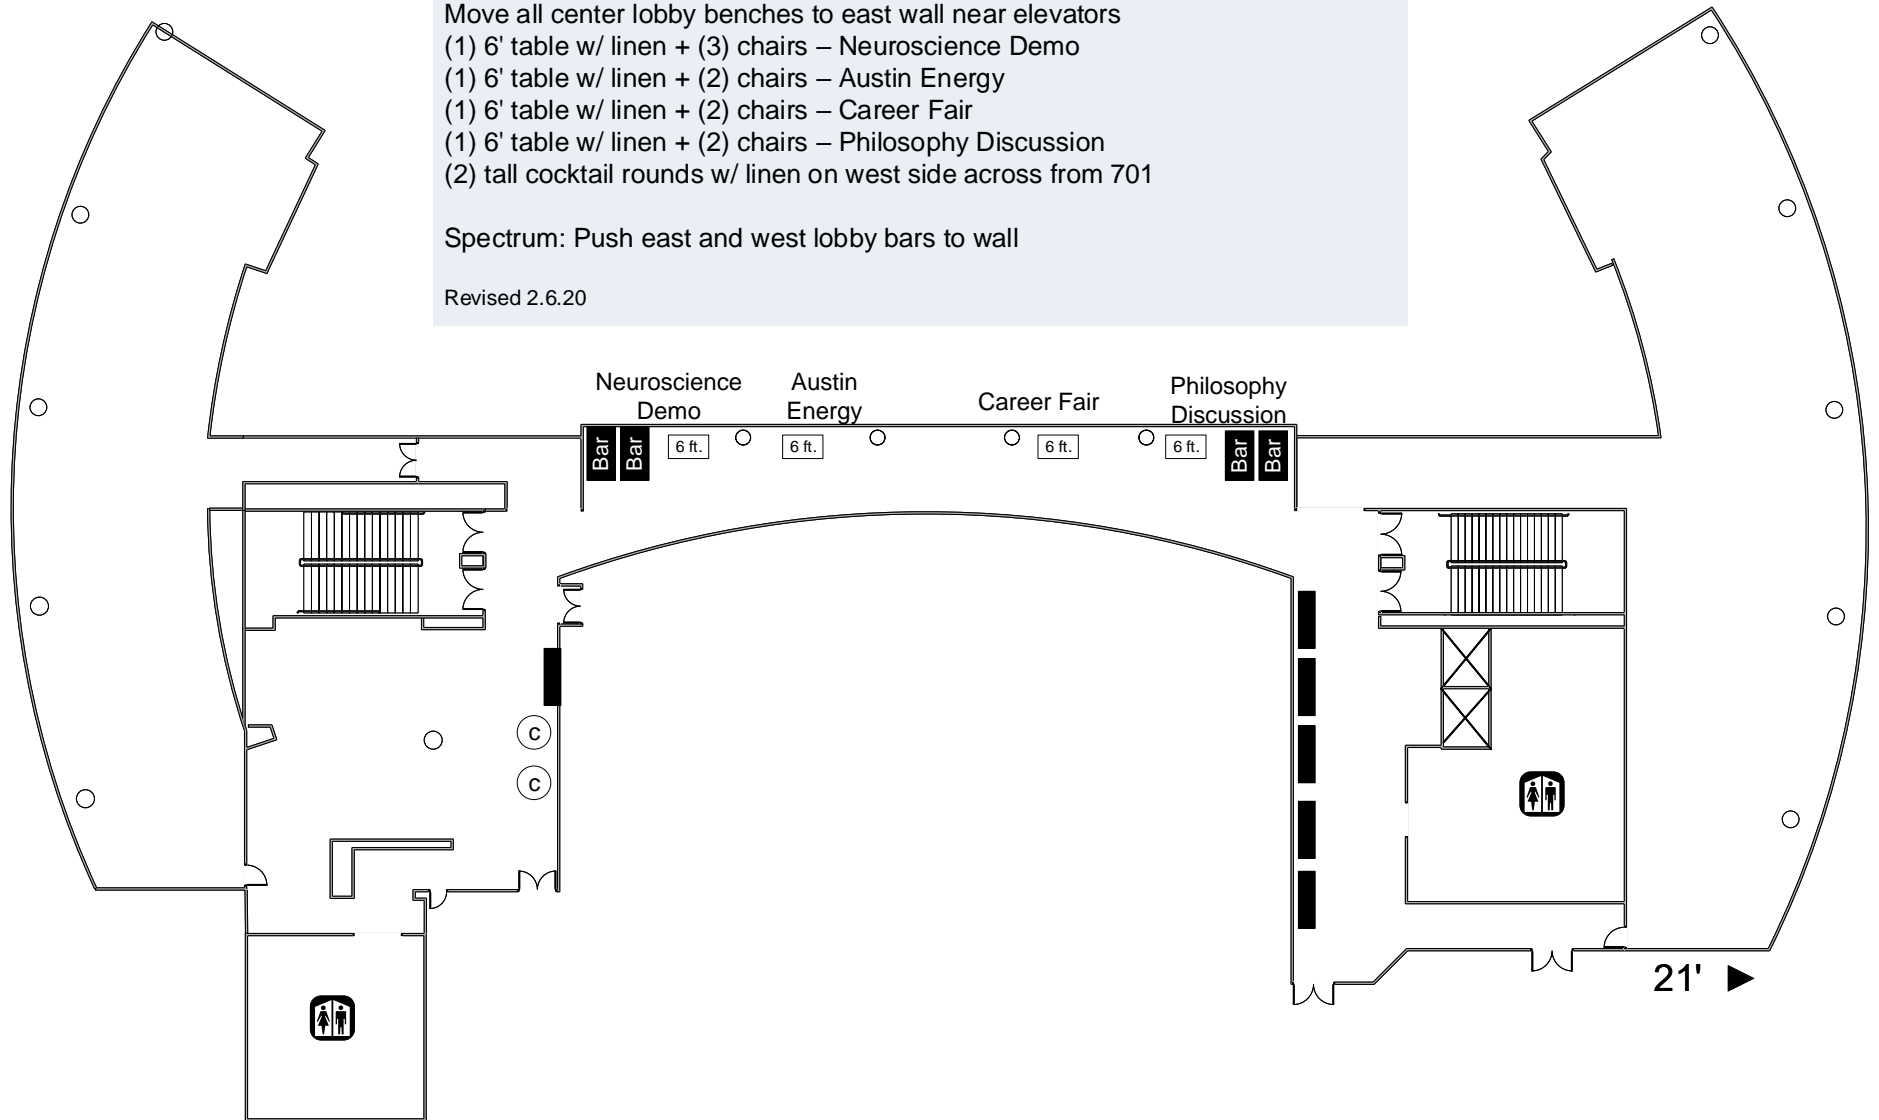 Move all center lobby benches to east wall near elevators
(1) 6' table w/ linen + (3) chairs – Neuroscience Demo
(1) 6' table w/ linen + (2) chairs – Austin Energy
(1) 6' table w/ linen + (2) chairs – Career Fair
(1) 6' table w/ linen + (2) chairs – Philosophy Discussion
(2) tall cocktail rounds w/ linen on west side across from 701
Spectrum: Push east and west lobby bars to wall
Revised 2.6.20
Neuroscience
Demo
Austin
Energy
Career Fair
Philosophy
Discussion
Bar
Bar
6 ft.
6 ft.
6 ft.
6 ft.
Bar
Bar
c
c
21'